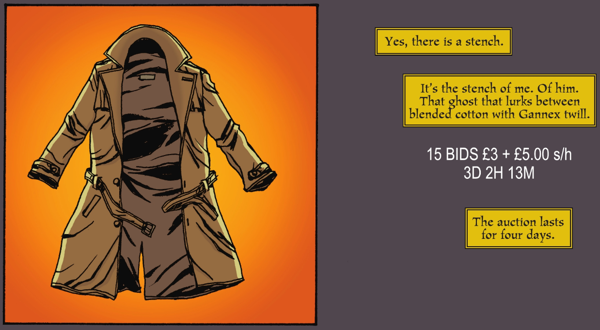 Yes, there is a stench.
It's the stench of me. Of him.
That ghost that lurks between
blended cotton with Gannex twill.
15 BIDS £3 + £5.00 s/h
3D 2H 13M
The auction lasts
for four days.